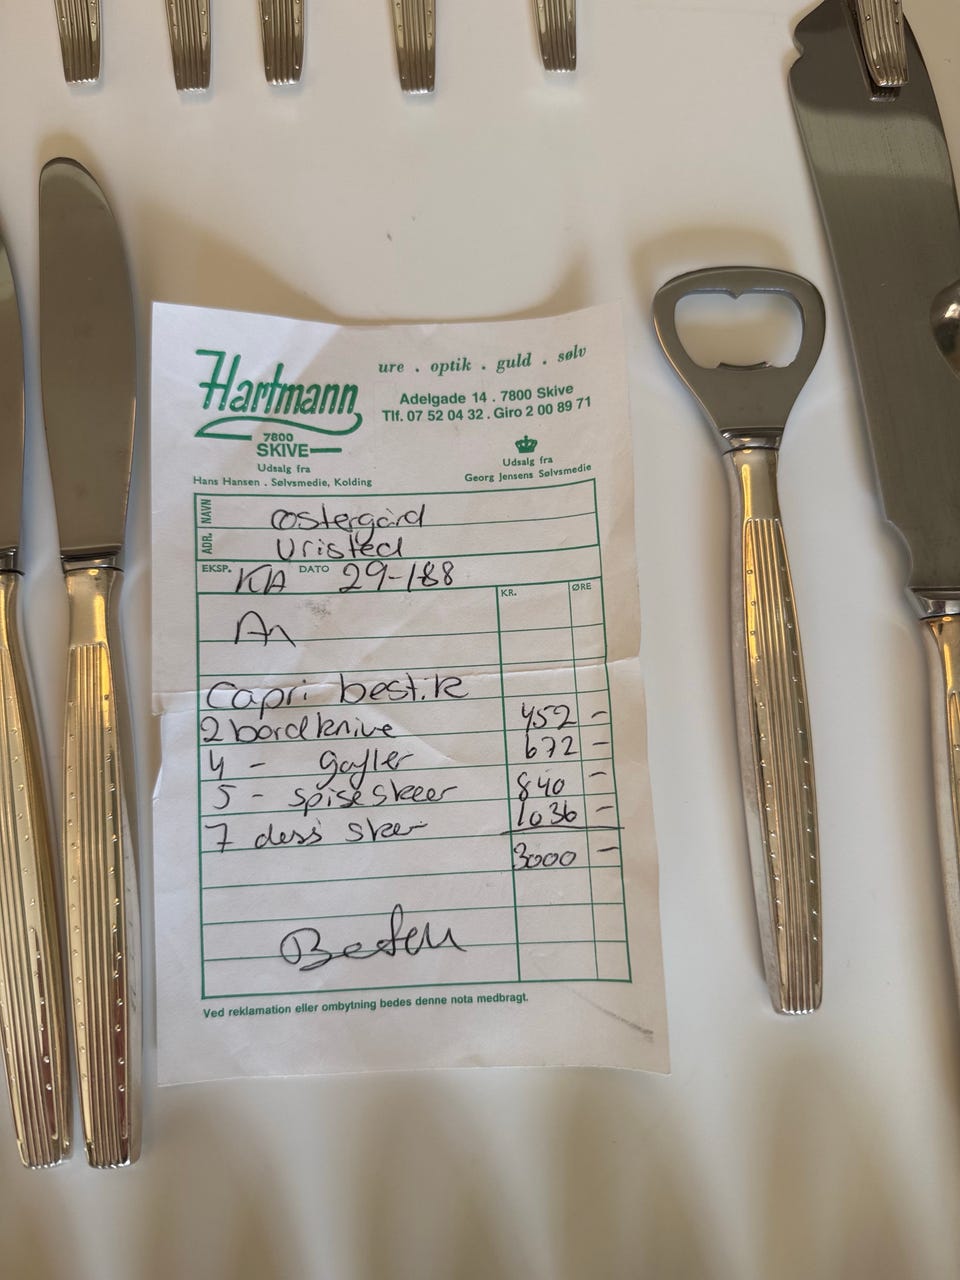 Hartmann
7800
SKIVE
Udsalg fra
Hans Hansen . Sølvsmedie, Kolding
ure . optik . guld . sølv
Adelgade 14 . 7800 Skive
Tlf. 07 52 04 32 . Giro 2 00 89 71
Udsalg fra
Georg Jensens Sølvsmedie
NAVN Østergård
ADR. Vristed
EKSP. KA DATO 29-1-88
KR. ØRE
An
Capri bestik
2 bordknive 452 -
4 - gafler 672 -
5 - spiseskeer 840 -
7 dess skeer 1036 -
3000 -
Ved reklamation eller ombytning bedes denne nota medbragt.